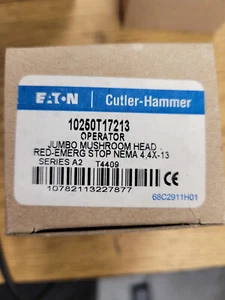 EATON Cutler-Hammer
10250T17213
OPERATOR
JUMBO MUSHROOM HEAD
RED-EMERG STOP NEMA 4,4X-13
SERIES A2 T4409
10782113227877
68C2911H01